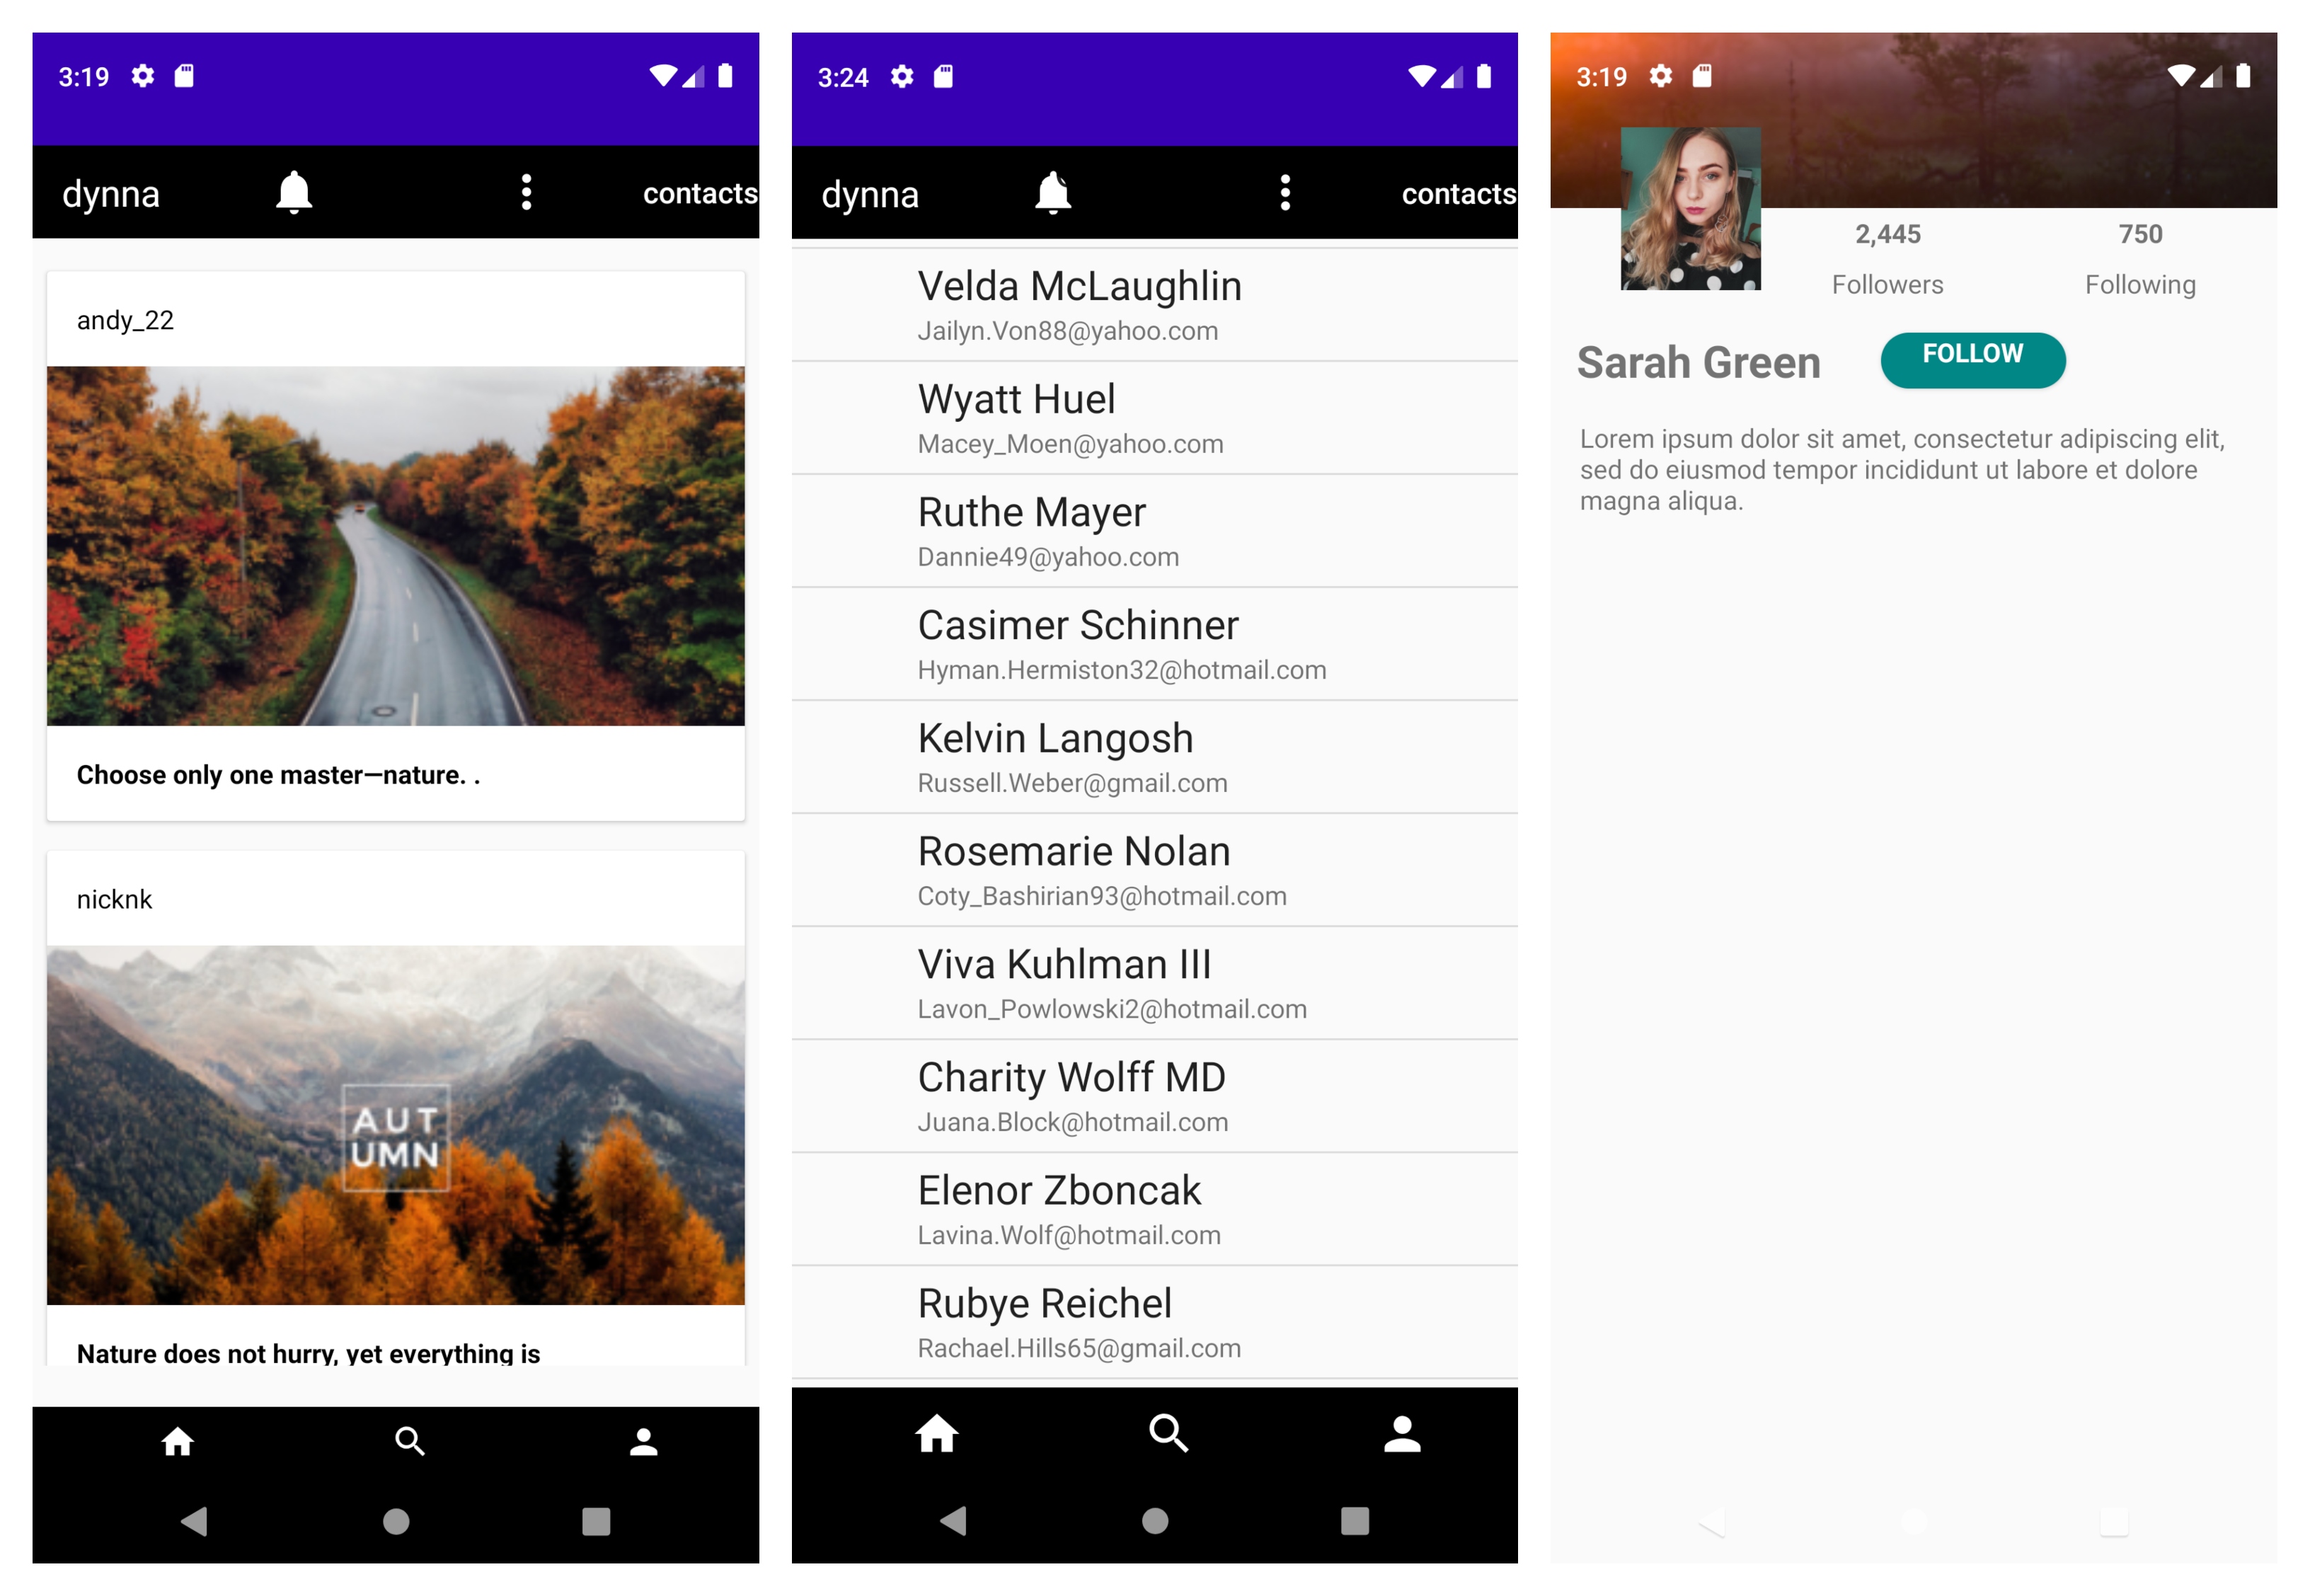 3:19
dynna
contacts
andy_22
Choose only one master—nature. .
nicknk
AUT
UMN
Nature does not hurry, yet everything is
3:24
dynna
contacts
Velda McLaughlin
Jailyn.Von88@yahoo.com
Wyatt Huel
Macey_Moen@yahoo.com
Ruthe Mayer
Dannie49@yahoo.com
Casimer Schinner
Hyman.Hermiston32@hotmail.com
Kelvin Langosh
Russell.Weber@gmail.com
Rosemarie Nolan
Coty_Bashirian93@hotmail.com
Viva Kuhlman III
Lavon_Powlowski2@hotmail.com
Charity Wolff MD
Juana.Block@hotmail.com
Elenor Zboncak
Lavina.Wolf@hotmail.com
Rubye Reichel
Rachael.Hills65@gmail.com
3:19
2,445
750
Followers
Following
Sarah Green
FOLLOW
Lorem ipsum dolor sit amet, consectetur adipiscing elit,
sed do eiusmod tempor incididunt ut labore et dolore
magna aliqua.